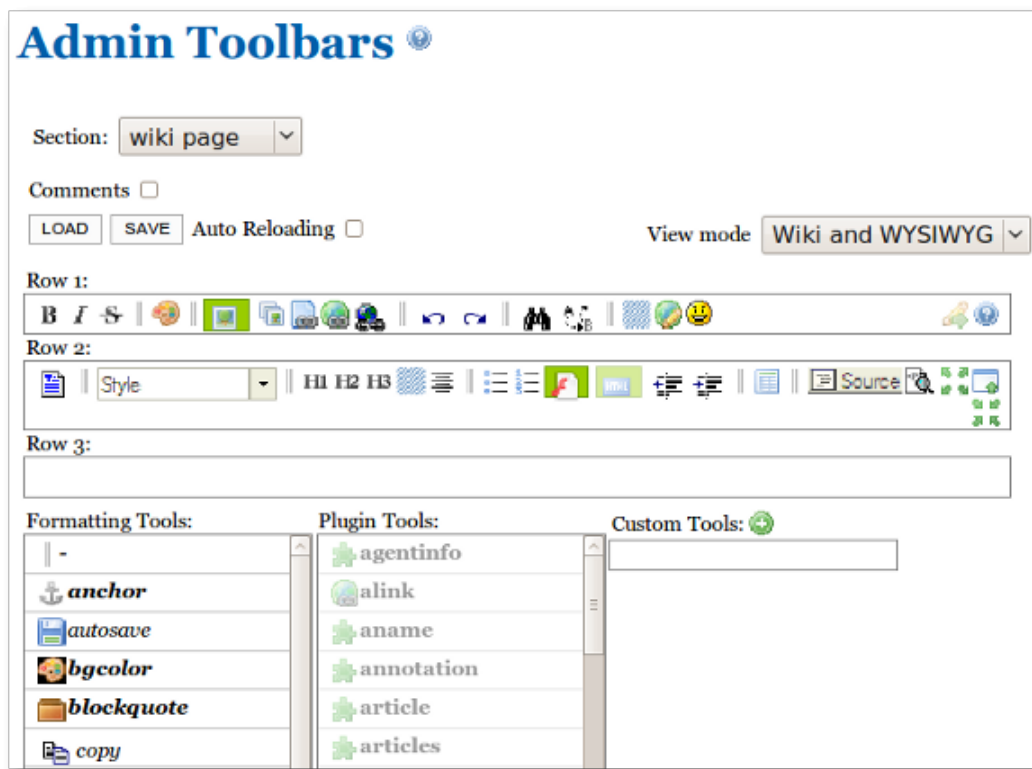 Admin Toolbars
Section: wiki page
Comments
LOAD SAVE Auto Reloading
View mode Wiki and WYSIWYG
Row 1:
B I S
Row 2:
Style H1 H2 H3 Source
Row 3:
Formatting Tools: Plugin Tools: Custom Tools:
- agentinfo
anchor alink
autosave aname
bgcolor annotation
blockquote article
copy articles